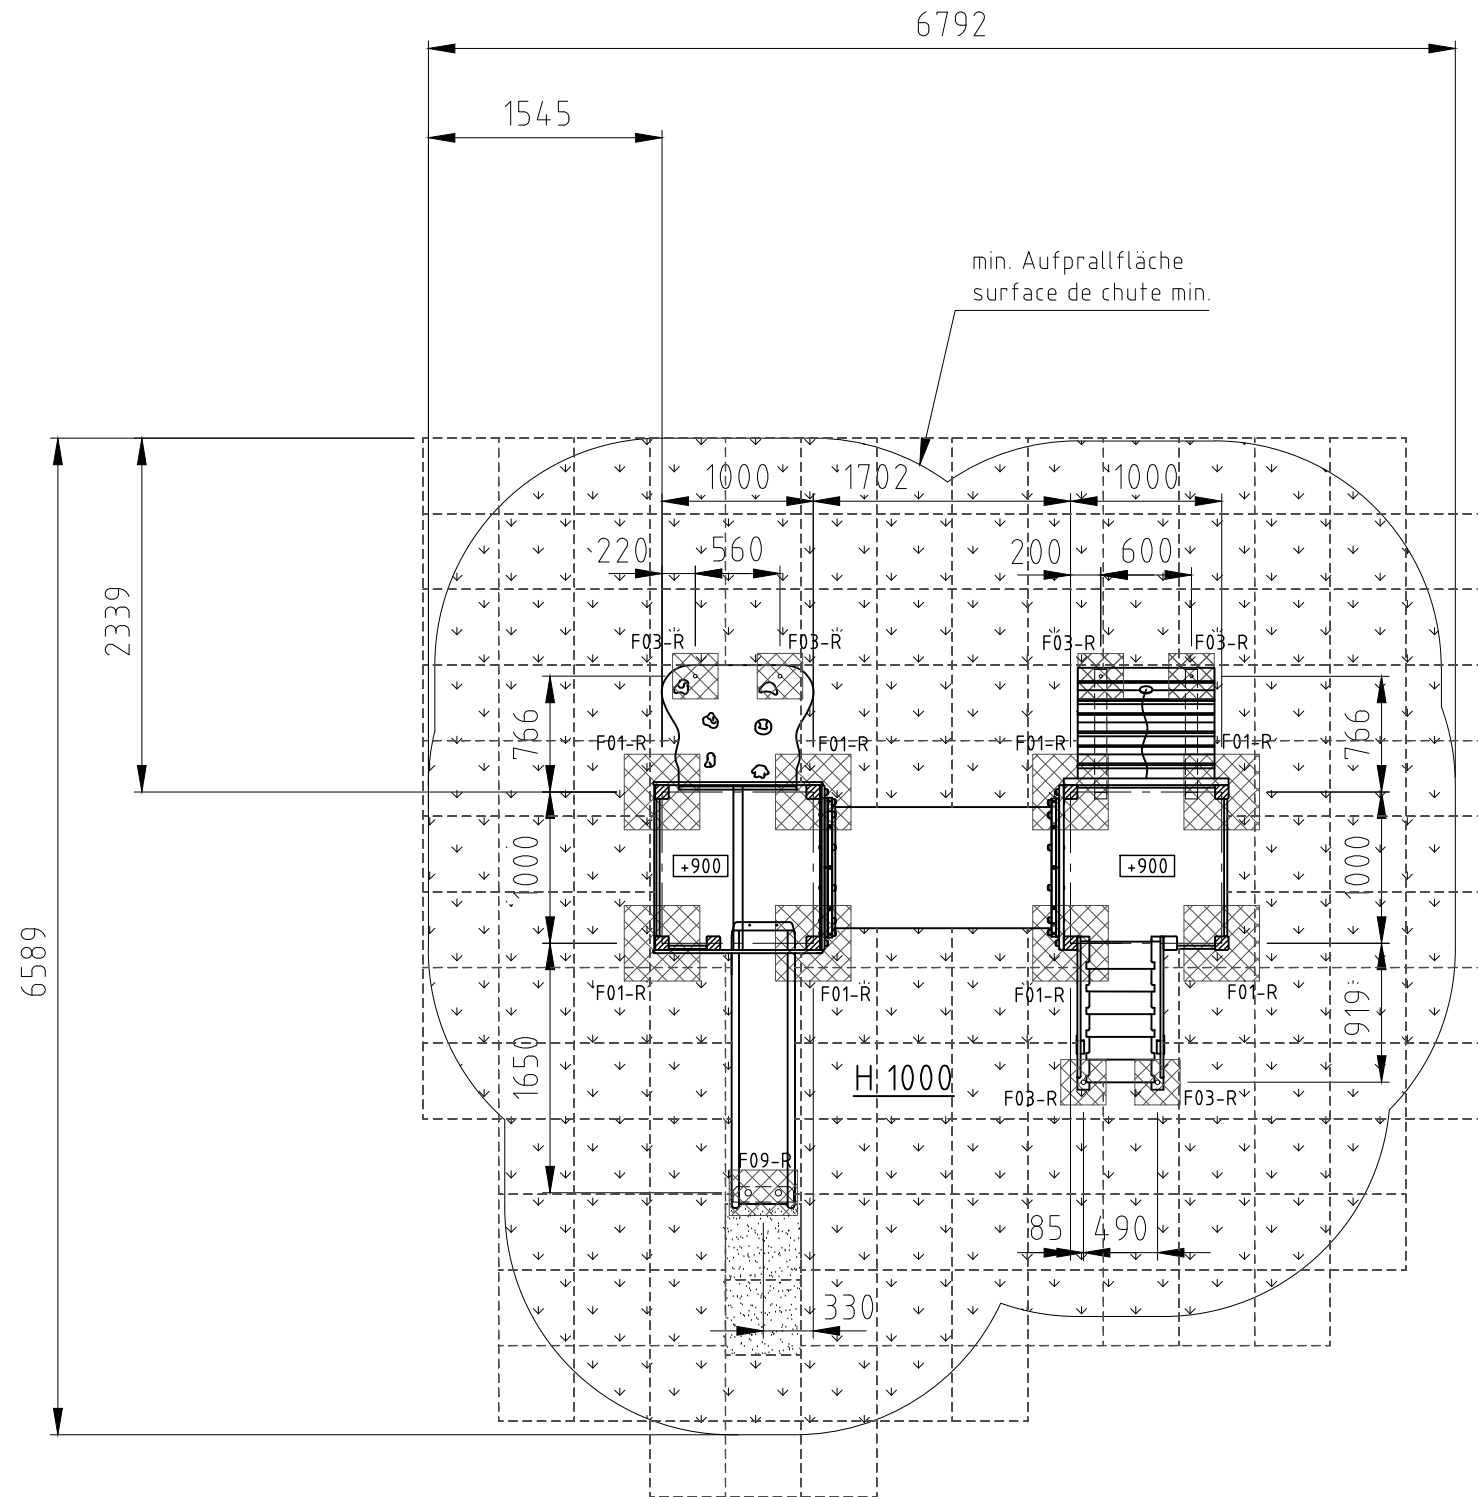 6792
1545
min. Aufprallfläche
surface de chute min.
1000 1702 1000
220 560 200 600
2339
F03-R F03-R F03-R F03-R
766 766
F01-R F01-R F01-R F01-R
+900 +900
1000 1000
6589
F01-R F01-R F01-R F01-R
919
1650
H 1000
F03-R F03-R
F09-R
85 490
330